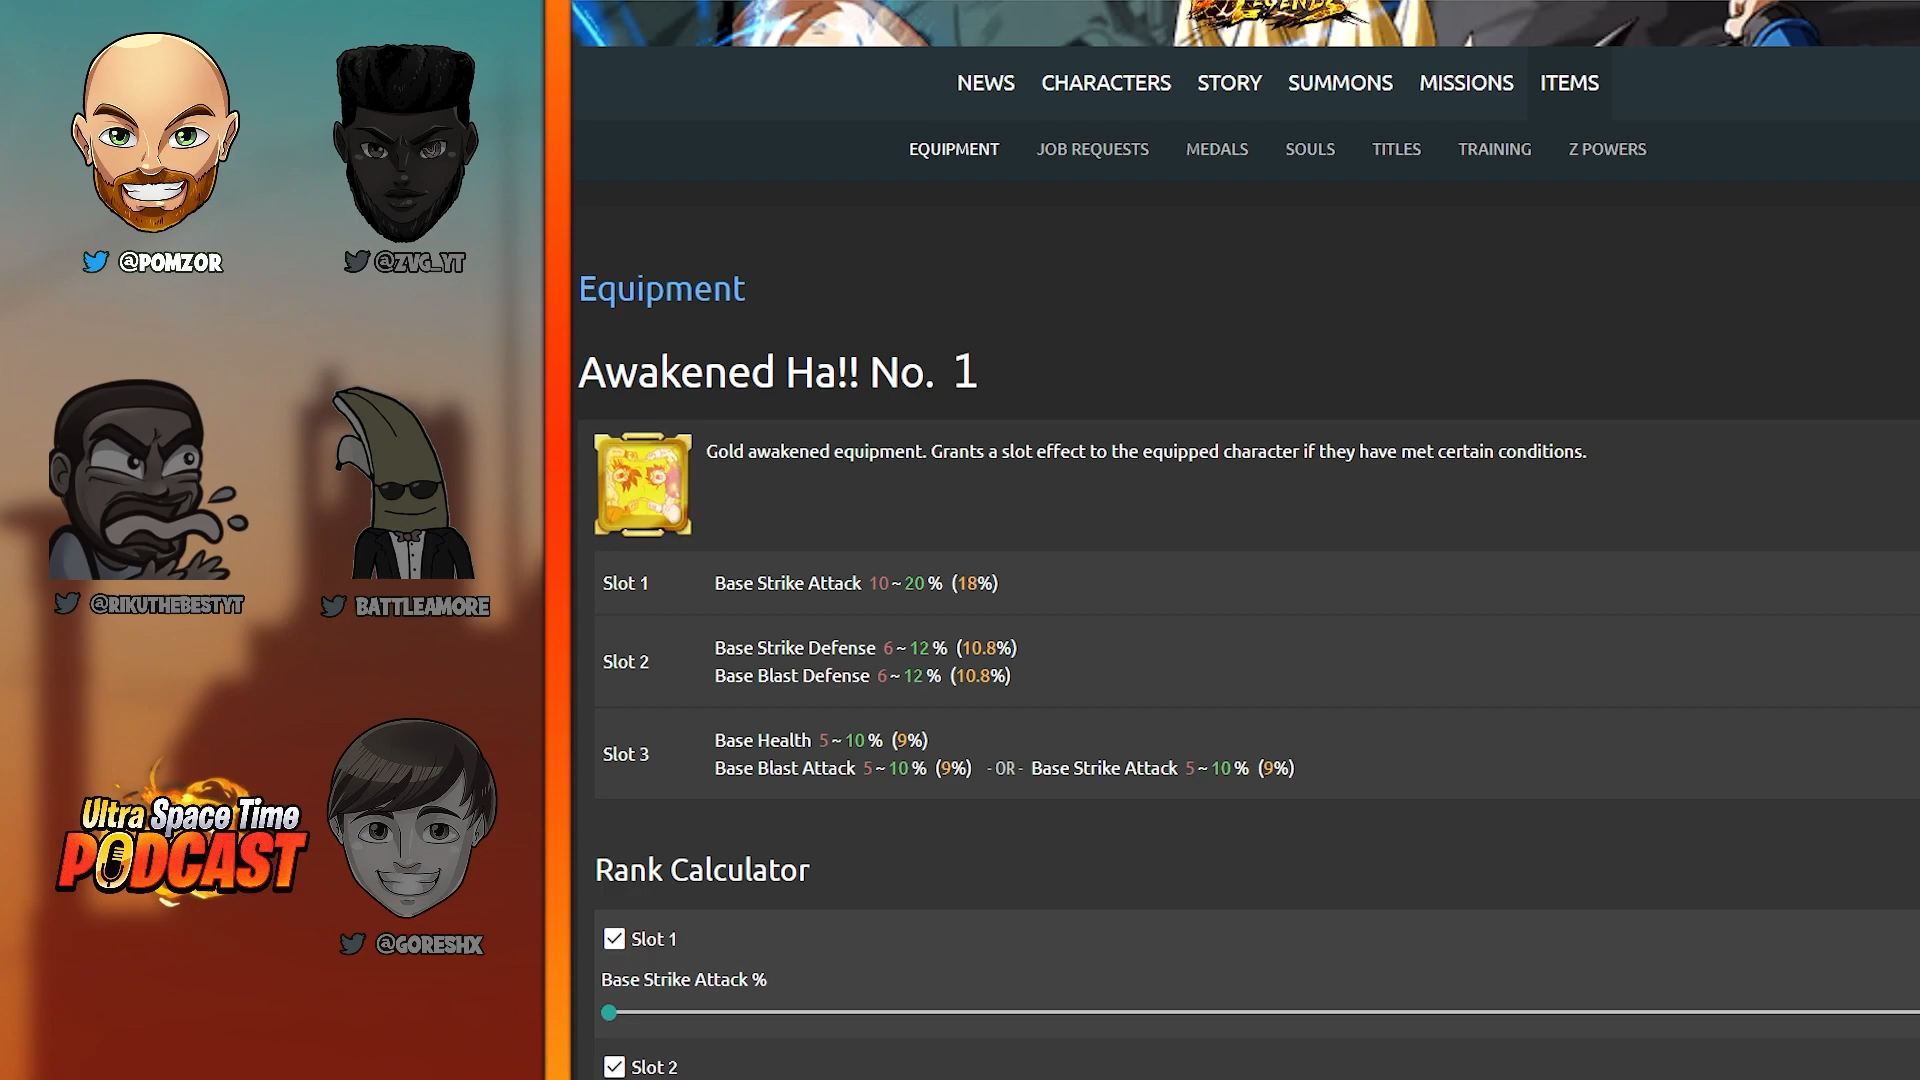 @POMZOR
@ZVG_YT
@RIKUTHEBESTYT
BATTLEAMORE
Ultra Space Time
PODCAST
@GORESHX
LEGENDS
NEWS CHARACTERS STORY SUMMONS MISSIONS ITEMS
EQUIPMENT JOB REQUESTS MEDALS SOULS TITLES TRAINING Z POWERS
Equipment
Awakened Ha!! No. 1
Gold awakened equipment. Grants a slot effect to the equipped character if they have met certain conditions.
Slot 1 Base Strike Attack 10 ~ 20 % (18%)
Slot 2 Base Strike Defense 6 ~ 12 % (10.8%)
Base Blast Defense 6 ~ 12 % (10.8%)
Slot 3 Base Health 5 ~ 10 % (9%)
Base Blast Attack 5 ~ 10 % (9%) - OR - Base Strike Attack 5 ~ 10 % (9%)
Rank Calculator
Slot 1
Base Strike Attack %
Slot 2